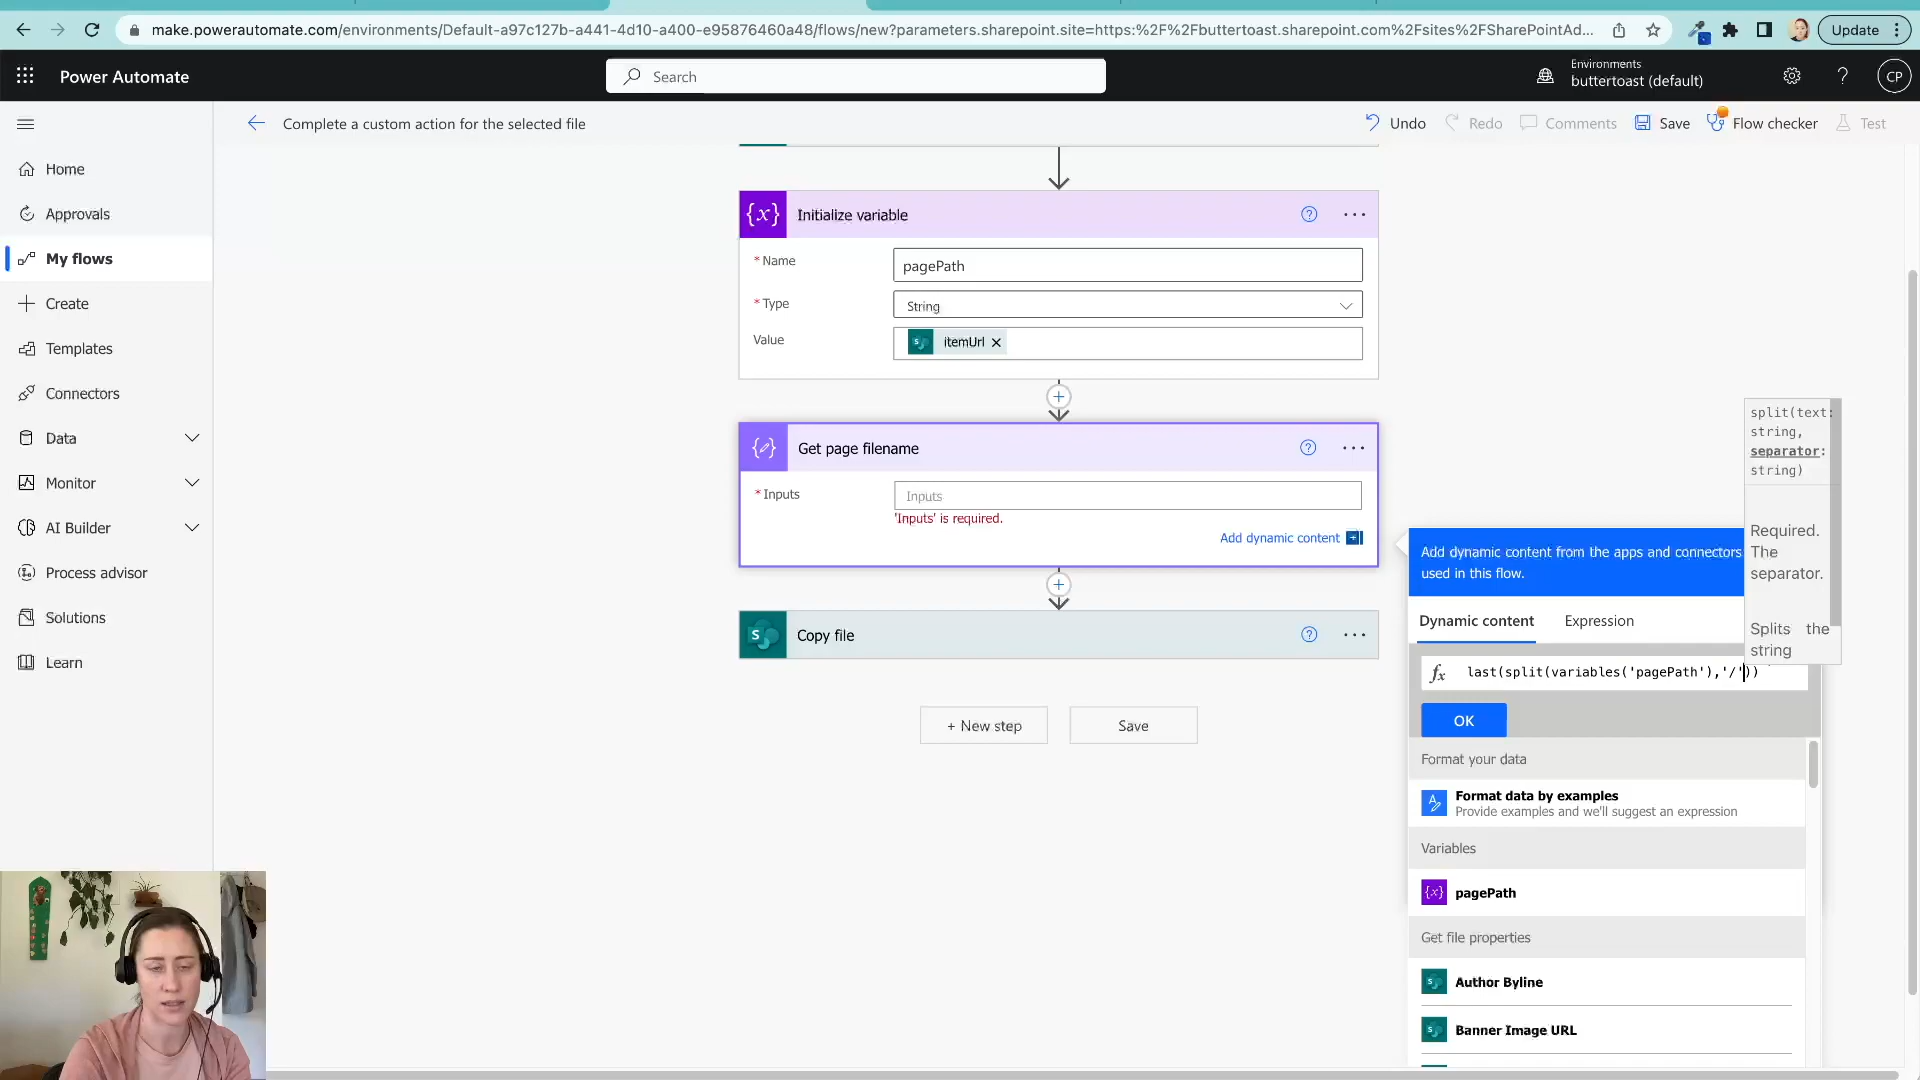 make.powerautomate.com/environments/Default-a97c127b-a441-4d10-a400-e95876460a48/flows/new?parameters.sharepoint.site=https:%2F%2Fbuttertoast.sharepoint.com%2Fsites%2FSharePointAd...
Update
Power Automate
Search
Environments
buttertoast (default)
?
CP
Complete a custom action for the selected file
Undo
Redo
Comments
Save
Flow checker
Test
Home
Approvals
My flows
Create
Templates
Connectors
Data
Monitor
AI Builder
Process advisor
Solutions
Learn
{x} Initialize variable ? ...
* Name
pagePath
* Type
String
Value
itemUrl
Get page filename ? ...
* Inputs
Inputs
'Inputs' is required.
Add dynamic content
Copy file ? ...
+ New step
Save
split(text:
string,
separator:
string)
Required.
The
separator.
Splits the
string
Add dynamic content from the apps and connectors
used in this flow.
Dynamic content
Expression
fx last(split(variables('pagePath'),'/'))
OK
Format your data
Format data by examples
Provide examples and we'll suggest an expression
Variables
{x} pagePath
Get file properties
Author Byline
Banner Image URL